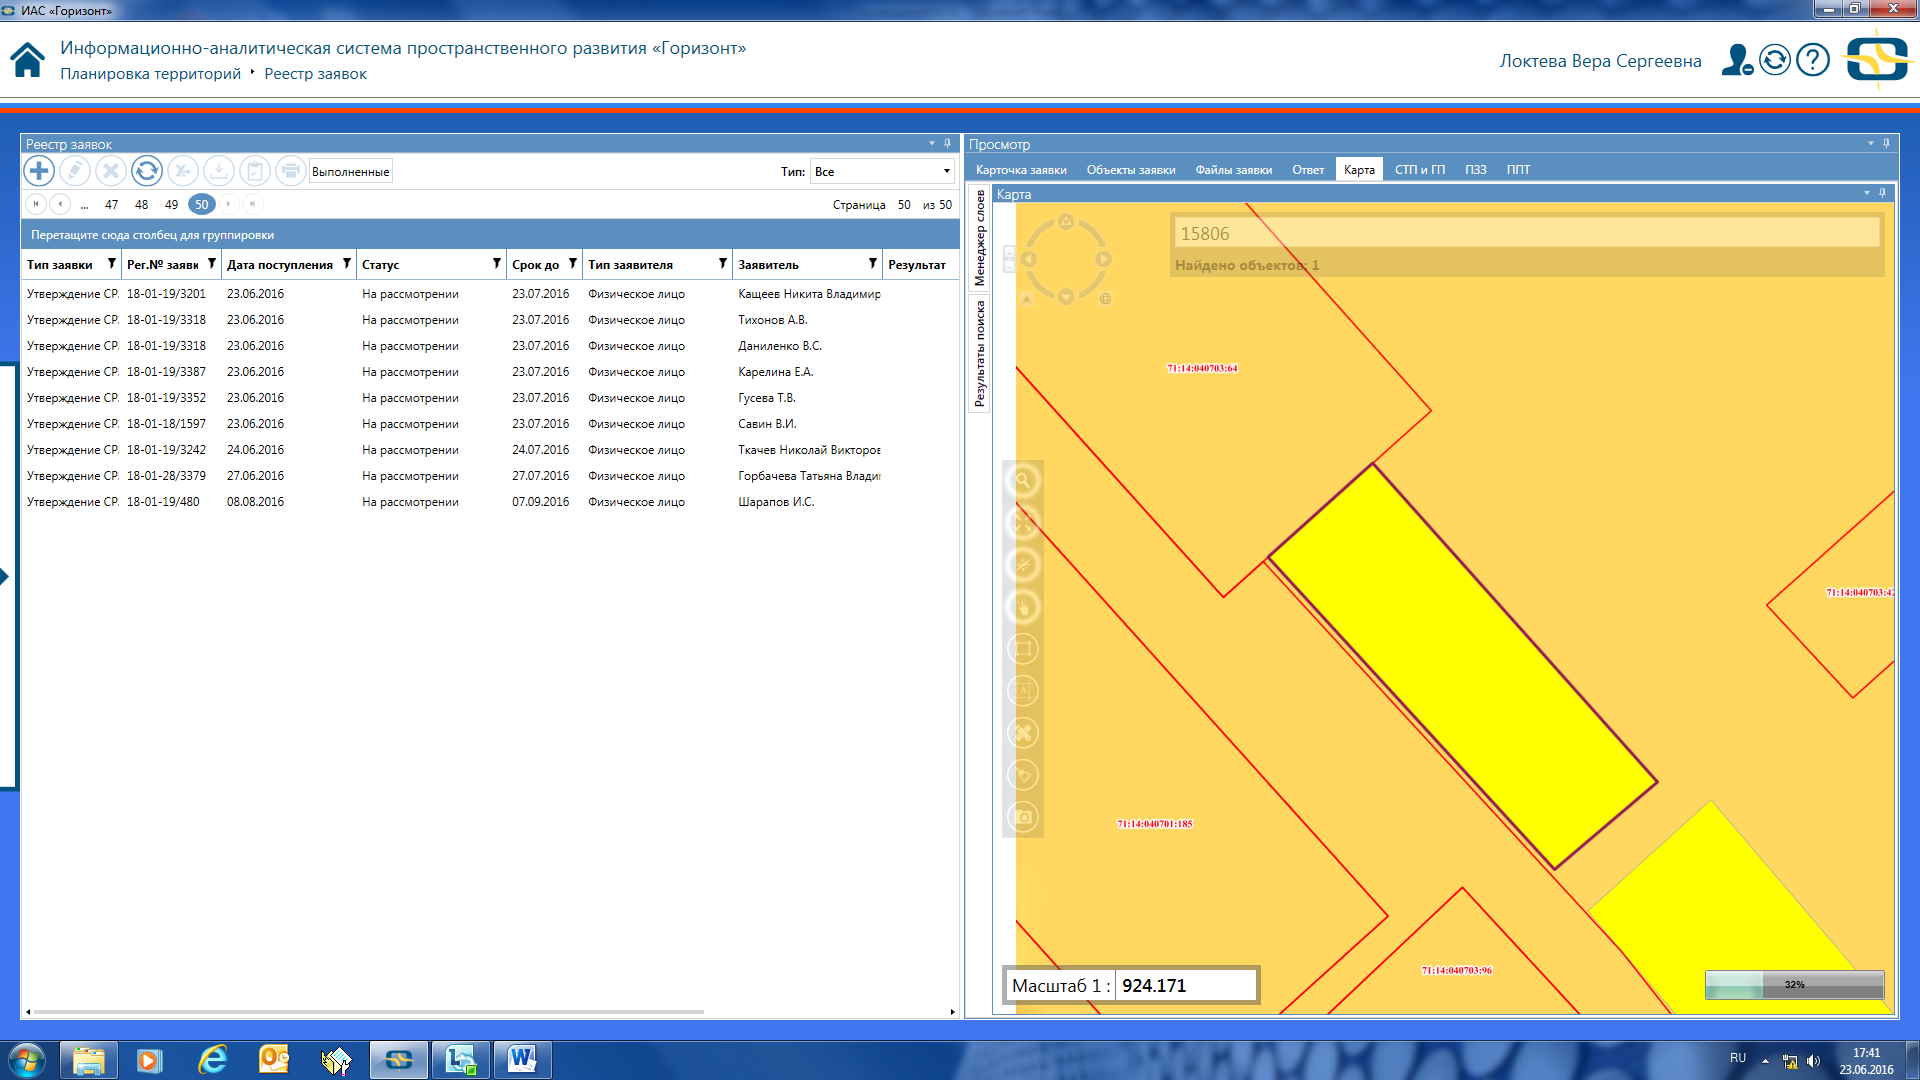 ИАС «Горизонт»
Информационно-аналитическая система пространственного развития «Горизонт»
Планировка территорий Реестр заявок
Локтева Вера Сергеевна
Реестр заявок
Выполненные
Тип: Все
... 47 48 49 50
Страница 50 из 50
Перетащите сюда столбец для группировки
Тип заявки Рег.№ заявк Дата поступления Статус Срок до Тип заявителя Заявитель Результат
Утверждение СР. 18-01-19/3201 23.06.2016 На рассмотрении 23.07.2016 Физическое лицо Кащеев Никита Владимир
Утверждение СР. 18-01-19/3318 23.06.2016 На рассмотрении 23.07.2016 Физическое лицо Тихонов А.В.
Утверждение СР. 18-01-19/3318 23.06.2016 На рассмотрении 23.07.2016 Физическое лицо Даниленко В.С.
Утверждение СР. 18-01-19/3387 23.06.2016 На рассмотрении 23.07.2016 Физическое лицо Карелина Е.А.
Утверждение СР. 18-01-19/3352 23.06.2016 На рассмотрении 23.07.2016 Физическое лицо Гусева Т.В.
Утверждение СР. 18-01-18/1597 23.06.2016 На рассмотрении 23.07.2016 Физическое лицо Савин В.И.
Утверждение СР. 18-01-19/3242 24.06.2016 На рассмотрении 24.07.2016 Физическое лицо Ткачев Николай Викторов
Утверждение СР. 18-01-28/3379 27.06.2016 На рассмотрении 27.07.2016 Физическое лицо Горбачева Татьяна Влади
Утверждение СР. 18-01-19/480 08.08.2016 На рассмотрении 07.09.2016 Физическое лицо Шарапов И.С.
Просмотр
Карточка заявки Объекты заявки Файлы заявки Ответ Карта СТП и ГП ПЗЗ ППТ
Карта
Менеджер слоев
Результаты поиска
15806
Найдено объектов: 1
71:14:040703:64
71:14:040703:42
71:14:040701:185
71:14:040703:96
Масштаб 1 : 924.171
32%
RU
17:41
23.06.2016